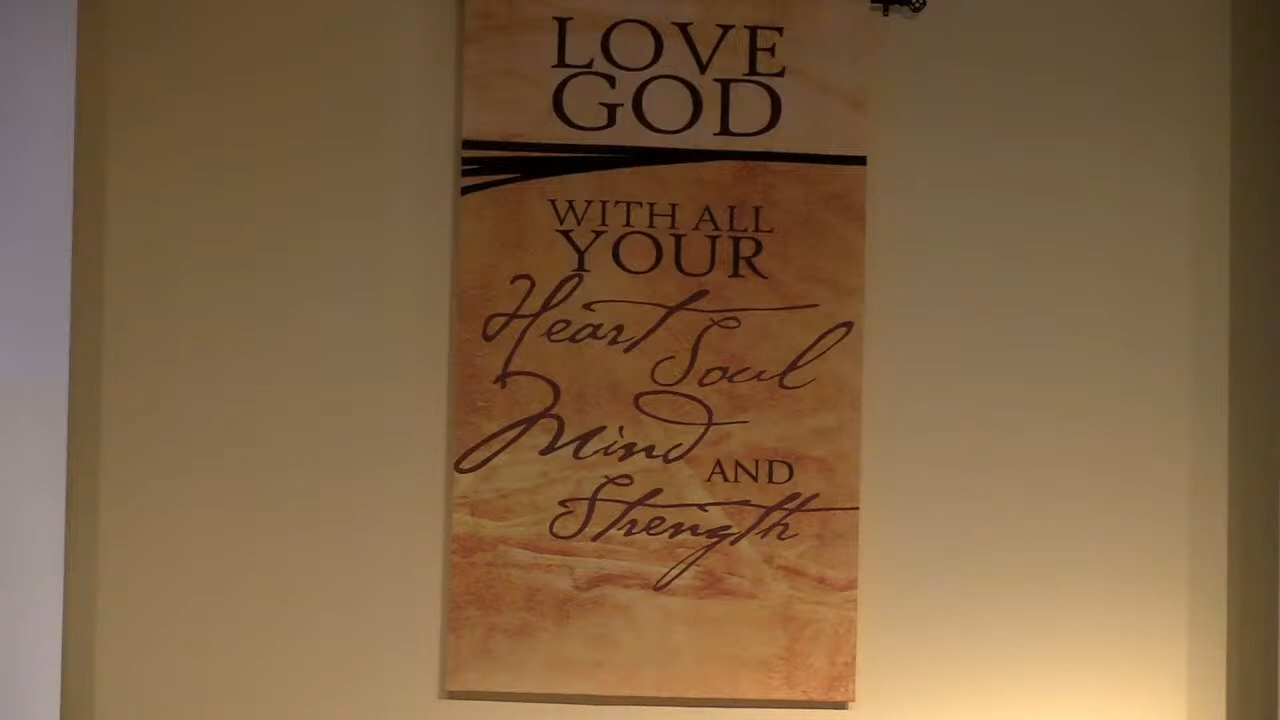 LOVE
GOD
WITH ALL
YOUR
Heart Soul
Mind AND
Strength